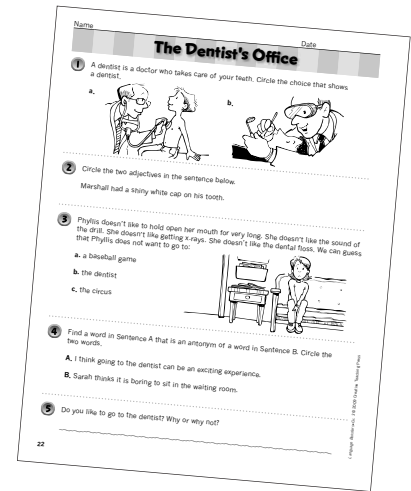 Name
Date
The Dentist's Office
1 A dentist is a doctor who takes care of your teeth. Circle the choice that shows
a dentist.
a.
b.
2 Circle the two adjectives in the sentence below.
Marshall had a shiny white cap on his tooth.
3 Phyllis doesn't like to hold open her mouth for very long. She doesn't like the sound of
the drill. She doesn't like getting x-rays. She doesn't like the dental floss. We can guess
that Phyllis does not want to go to:
a. a baseball game
b. the dentist
c. the circus
4 Find a word in Sentence A that is an antonym of a word in Sentence B. Circle the
two words.
A. I think going to the dentist can be an exciting experience.
B. Sarah thinks it is boring to sit in the waiting room.
5 Do you like to go to the dentist? Why or why not?
22